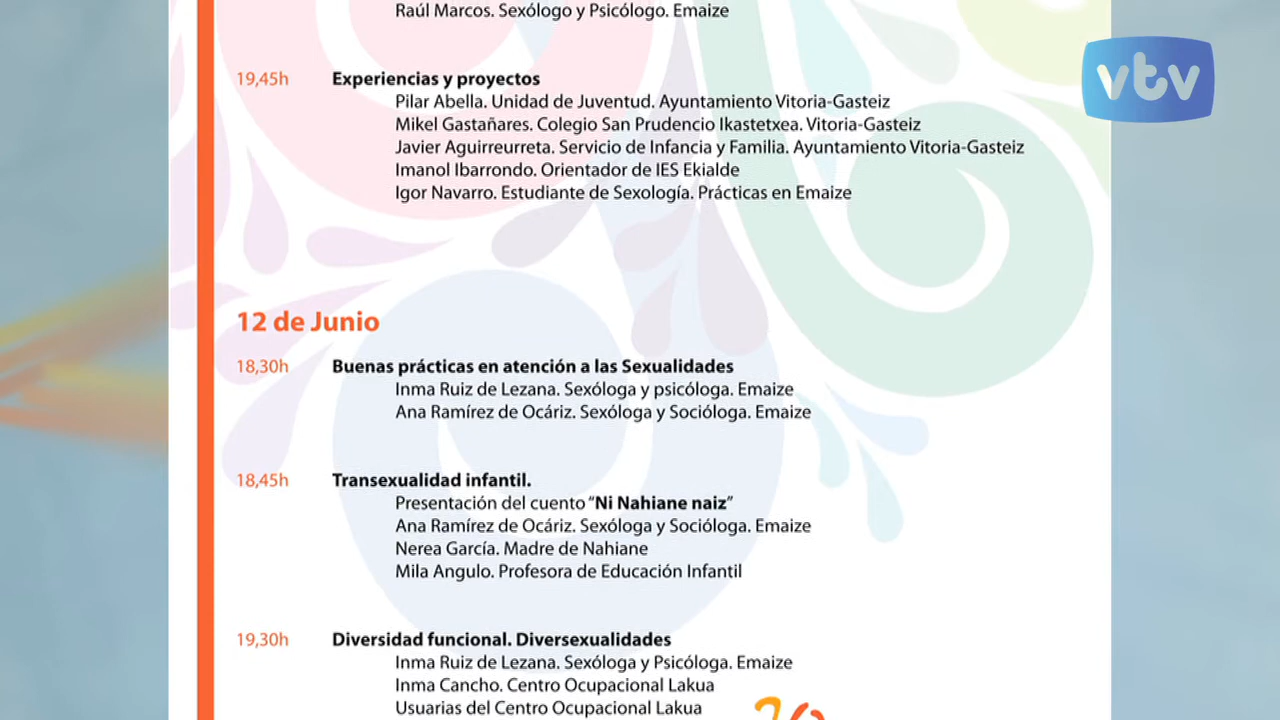 Raúl Marcos. Sexólogo y Psicólogo. Emaize
vtv
19,45h Experiencias y proyectos
Pilar Abella. Unidad de Juventud. Ayuntamiento Vitoria-Gasteiz
Mikel Gastañares. Colegio San Prudencio Ikastetxea. Vitoria-Gasteiz
Javier Aguirreurreta. Servicio de Infancia y Familia. Ayuntamiento Vitoria-Gasteiz
Imanol Ibarrondo. Orientador de IES Ekialde
Igor Navarro. Estudiante de Sexología. Prácticas en Emaize
12 de Junio
18,30h Buenas prácticas en atención a las Sexualidades
Inma Ruiz de Lezana. Sexóloga y psicóloga. Emaize
Ana Ramírez de Ocáriz. Sexóloga y Socióloga. Emaize
18,45h Transexualidad infantil.
Presentación del cuento “Ni Nahiane naiz”
Ana Ramírez de Ocáriz. Sexóloga y Socióloga. Emaize
Nerea García. Madre de Nahiane
Mila Angulo. Profesora de Educación Infantil
19,30h Diversidad funcional. Diversexualidades
Inma Ruiz de Lezana. Sexóloga y Psicóloga. Emaize
Inma Cancho. Centro Ocupacional Lakua
Usuarias del Centro Ocupacional Lakua